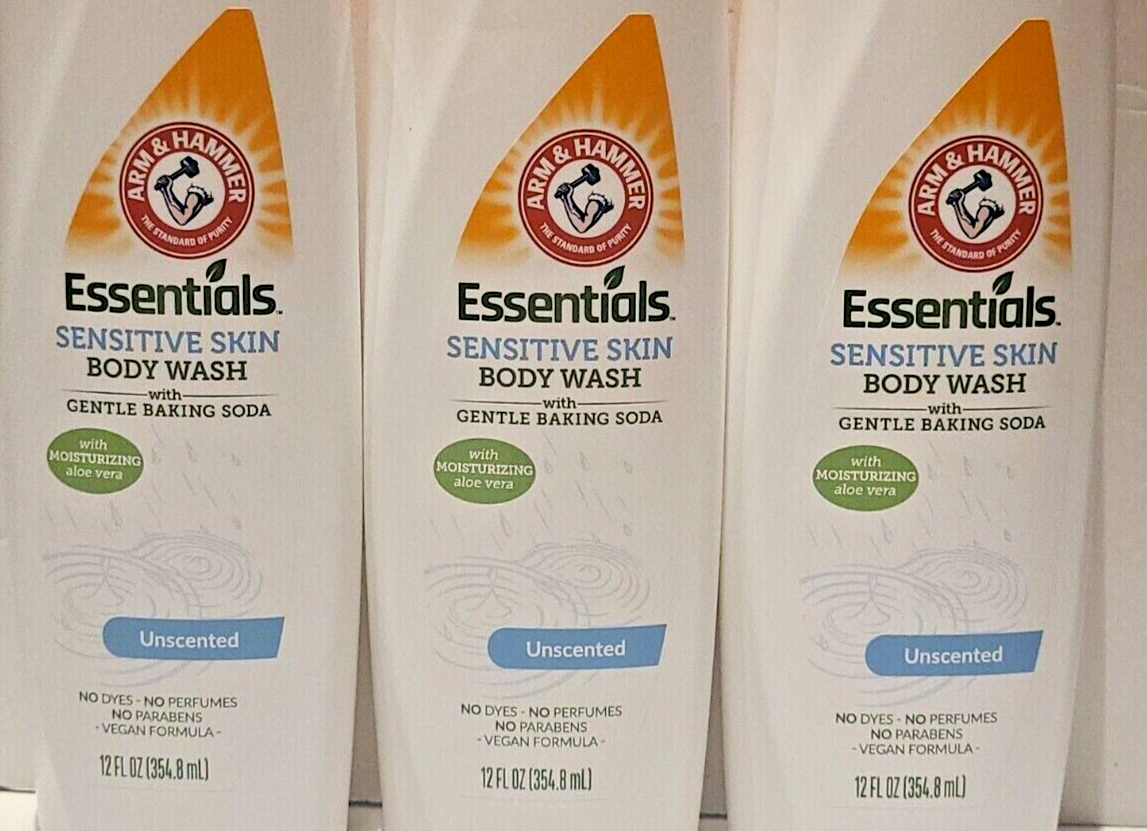 ARM & HAMMER
THE STANDARD OF PURITY
Essentials™
SENSITIVE SKIN
BODY WASH
with
GENTLE BAKING SODA
with
MOISTURIZING
aloe vera
Unscented
NO DYES - NO PERFUMES
NO PARABENS
- VEGAN FORMULA -
12 FL OZ (354.8 mL)
ARM & HAMMER
THE STANDARD OF PURITY
Essentials™
SENSITIVE SKIN
BODY WASH
with
GENTLE BAKING SODA
with
MOISTURIZING
aloe vera
Unscented
NO DYES - NO PERFUMES
NO PARABENS
- VEGAN FORMULA -
12 FL OZ (354.8 mL)
ARM & HAMMER
THE STANDARD OF PURITY
Essentials™
SENSITIVE SKIN
BODY WASH
with
GENTLE BAKING SODA
with
MOISTURIZING
aloe vera
Unscented
NO DYES - NO PERFUMES
NO PARABENS
- VEGAN FORMULA -
12 FL OZ (354.8 mL)